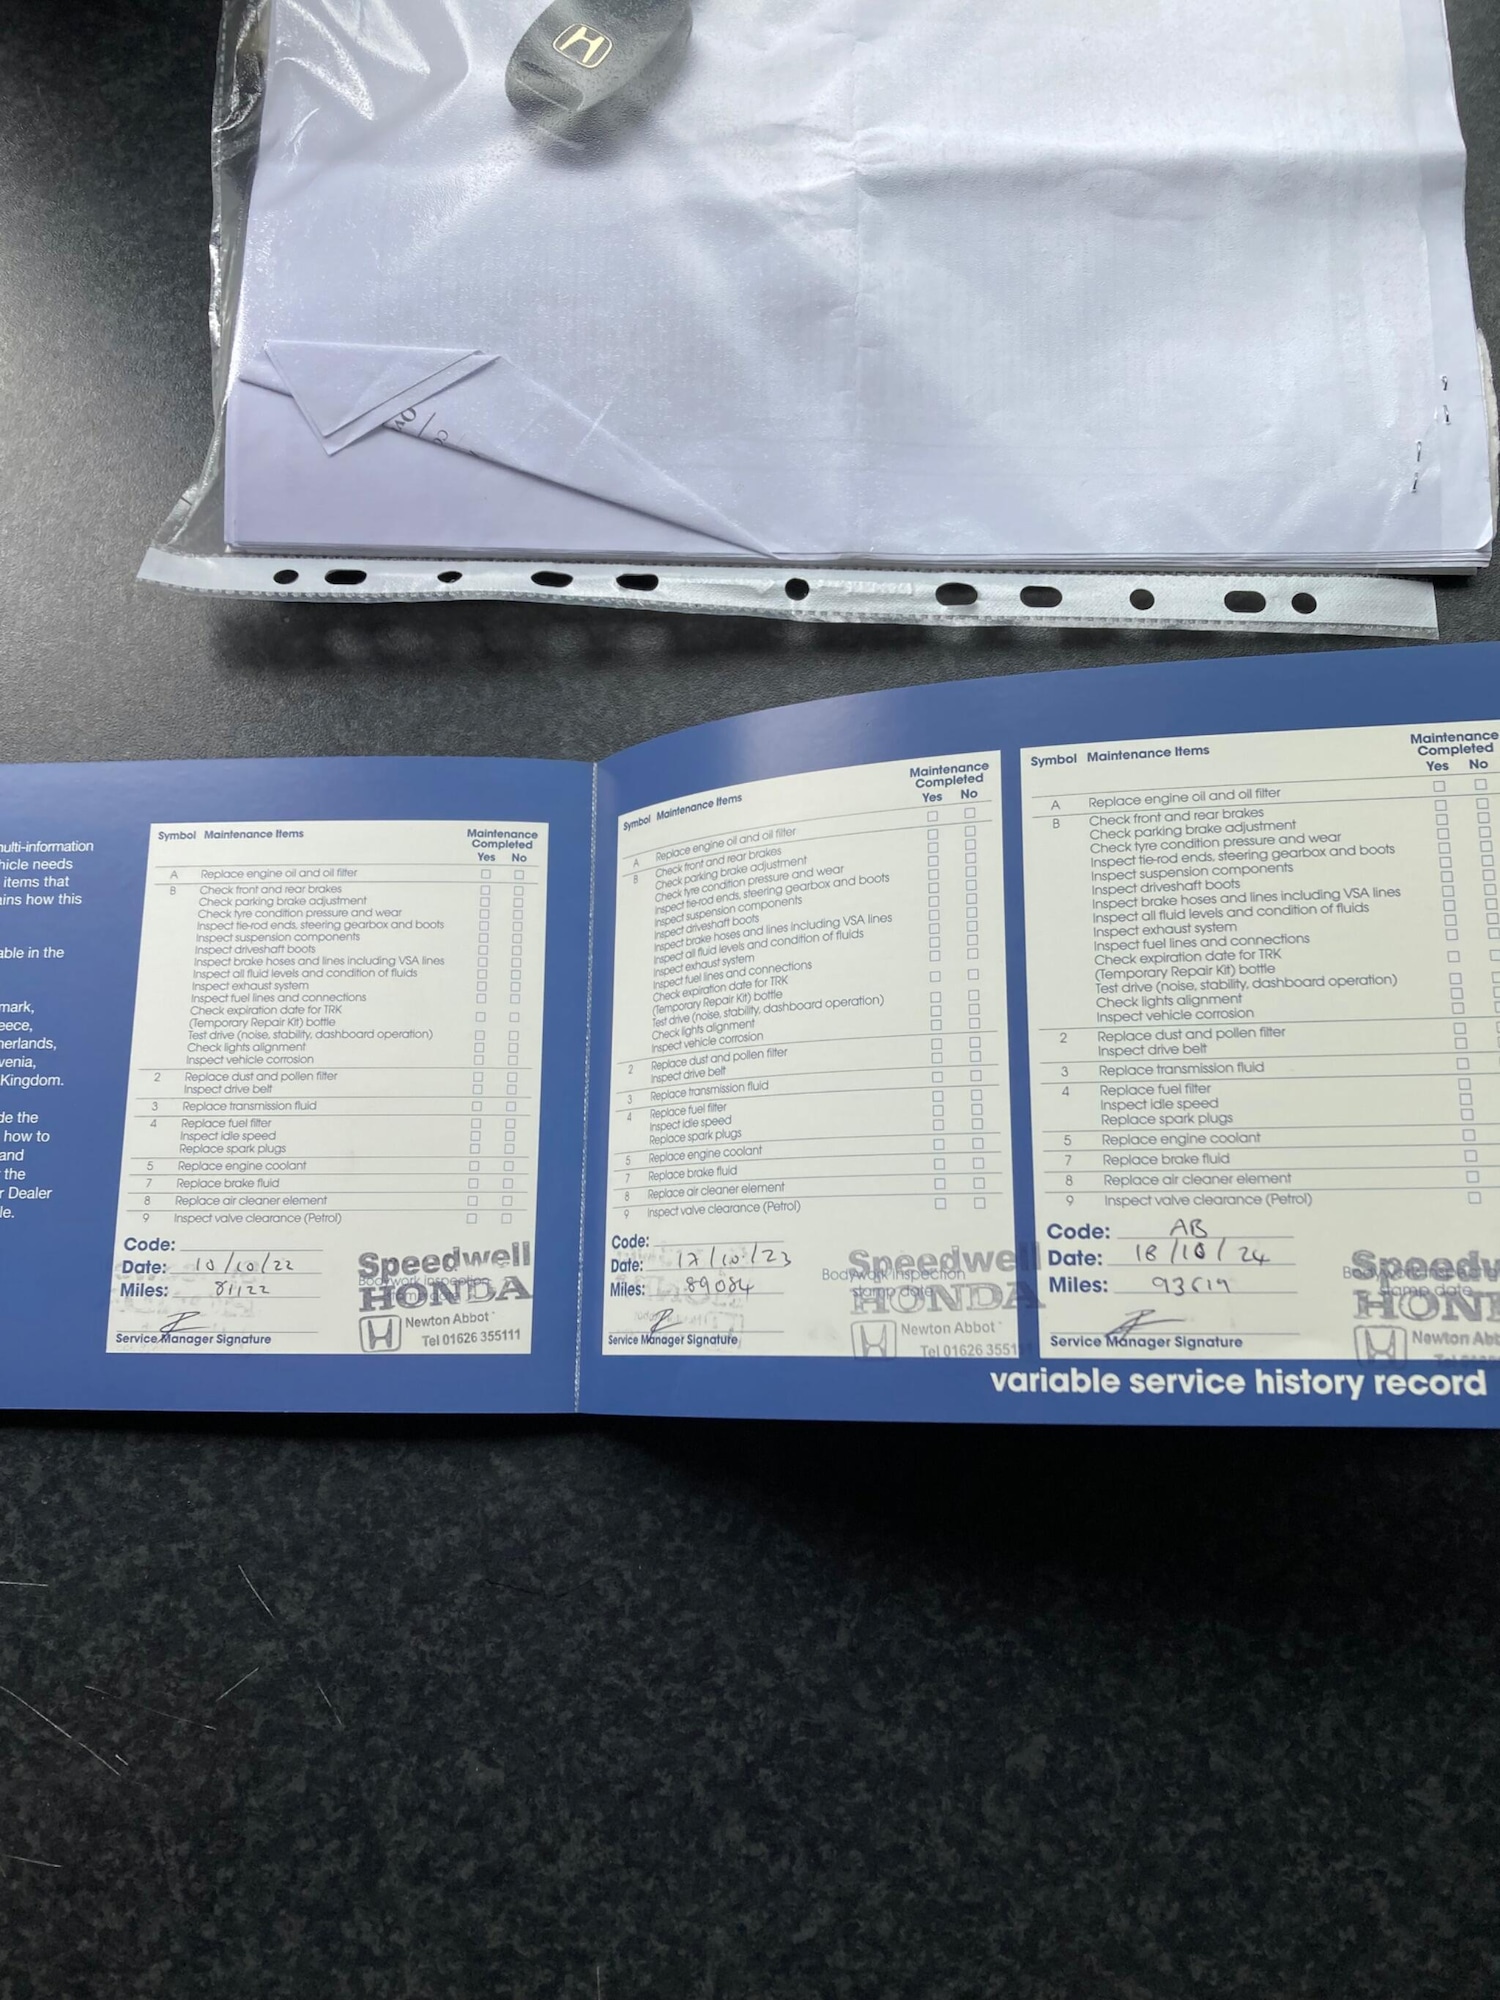 Ow
nulti-information
hicle needs
items that
ins how this
able in the
mark,
eece,
herlands,
venia,
Kingdom.
de the
how to
and
the
r Dealer
le.
Symbol Maintenance Items Maintenance Completed
Yes No
A Replace engine oil and oil filter
B Check front and rear brakes
Check parking brake adjustment
Check tyre condition pressure and wear
Inspect tie-rod ends, steering gearbox and boots
Inspect suspension components
Inspect driveshaft boots
Inspect brake hoses and lines including VSA lines
Inspect all fluid levels and condition of fluids
Inspect exhaust system
Inspect fuel lines and connections
Check expiration date for TRK
(Temporary Repair Kit) bottle
Test drive (noise, stability, dashboard operation)
Check lights alignment
Inspect vehicle corrosion
2 Replace dust and pollen filter
Inspect drive belt
3 Replace transmission fluid
4 Replace fuel filter
Inspect idle speed
Replace spark plugs
5 Replace engine coolant
7 Replace brake fluid
8 Replace air cleaner element
9 Inspect valve clearance (Petrol)
Code:
Date: 10/10/22
Miles: 81122
Service Manager Signature
Bodywork inspection
stamp date
Speedwell
HONDA
Newton Abbot
Tel 01626 355111
Symbol Maintenance Items Maintenance Completed
Yes No
A Replace engine oil and oil filter
B Check front and rear brakes
Check parking brake adjustment
Check tyre condition pressure and wear
Inspect tie-rod ends, steering gearbox and boots
Inspect suspension components
Inspect driveshaft boots
Inspect brake hoses and lines including VSA lines
Inspect all fluid levels and condition of fluids
Inspect exhaust system
Inspect fuel lines and connections
Check expiration date for TRK
(Temporary Repair Kit) bottle
Test drive (noise, stability, dashboard operation)
Check lights alignment
Inspect vehicle corrosion
2 Replace dust and pollen filter
Inspect drive belt
3 Replace transmission fluid
4 Replace fuel filter
Inspect idle speed
Replace spark plugs
5 Replace engine coolant
7 Replace brake fluid
8 Replace air cleaner element
9 Inspect valve clearance (Petrol)
Code:
Date: 17/10/23
Miles: 89084
Service Manager Signature
Bodywork inspection
stamp date
Speedwell
HONDA
Newton Abbot
Tel 01626 3551
Symbol Maintenance Items Maintenance Completed
Yes No
A Replace engine oil and oil filter
B Check front and rear brakes
Check parking brake adjustment
Check tyre condition pressure and wear
Inspect tie-rod ends, steering gearbox and boots
Inspect suspension components
Inspect driveshaft boots
Inspect brake hoses and lines including VSA lines
Inspect all fluid levels and condition of fluids
Inspect exhaust system
Inspect fuel lines and connections
Check expiration date for TRK
(Temporary Repair Kit) bottle
Test drive (noise, stability, dashboard operation)
Check lights alignment
Inspect vehicle corrosion
2 Replace dust and pollen filter
Inspect drive belt
3 Replace transmission fluid
4 Replace fuel filter
Inspect idle speed
Replace spark plugs
5 Replace engine coolant
7 Replace brake fluid
8 Replace air cleaner element
9 Inspect valve clearance (Petrol)
Code: AB
Date: 18/10/24
Miles: 93619
Service Manager Signature
stamp date
Speedw
HON
Newton Abb
variable service history record